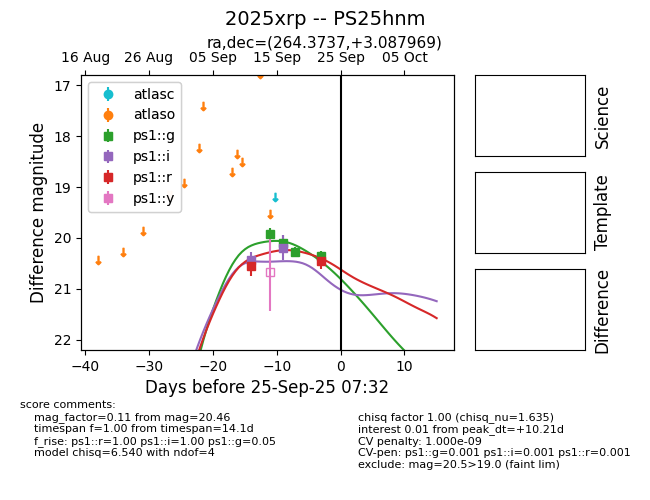 2025xrp -- PS25hnm
ra,dec=(264.3737,+3.087969)
16 Aug 26 Aug 05 Sep 15 Sep 25 Sep 05 Oct
17
18
19
20
21
22
Difference magnitude
atlasc
atlaso
ps1::g
ps1::i
ps1::r
ps1::y
−40 −30 −20 −10 0 10
Days before 25-Sep-25 07:32
Science
Template
Difference
score comments:
mag_factor=0.11 from mag=20.46
timespan f=1.00 from timespan=14.1d
f_rise: ps1::r=1.00 ps1::i=1.00 ps1::g=0.05
model chisq=6.540 with ndof=4
chisq factor 1.00 (chisq_nu=1.635)
interest 0.01 from peak_dt=+10.21d
CV penalty: 1.000e-09
CV-pen: ps1::g=0.001 ps1::i=0.001 ps1::r=0.001
exclude: mag=20.5>19.0 (faint lim)